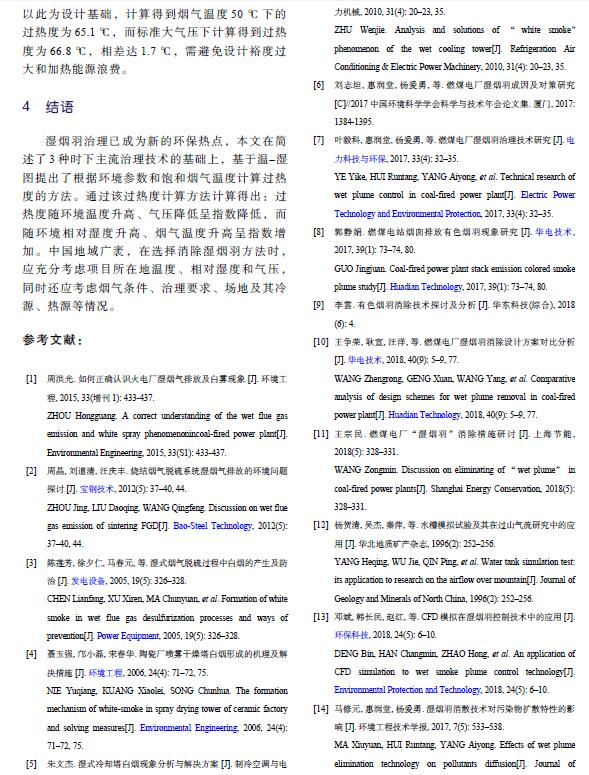 以此为设计基础，计算得到烟气温度 50 ℃ 下的
过热度为 65.1 ℃，而标准大气压下计算得到过热
度为 66.8 ℃，相差达 1.7 ℃，需避免设计裕度过
大和加热能源浪费。
4 结语
湿烟羽治理已成为新的环保热点，本文在简
述了 3 种时下主流治理技术的基础上，基于温–湿
图提出了根据环境参数和饱和烟气温度计算过热
度的方法。通过该过热度计算方法计算得出：过
热度随环境温度升高、气压降低呈指数降低，而
随环境相对湿度升高、烟气温度升高呈指数增
加。中国地域广袤，在选择消除湿烟羽方法时，
应充分考虑项目所在地温度、相对湿度和气压，
同时还应考虑烟气条件、治理要求、场地及其冷
源、热源等情况。
参考文献：
[1] 周洪光. 如何正确认识火电厂湿烟气排放及白雾现象 [J]. 环境工
程, 2015, 33(增刊 1): 433-437.
ZHOU Hongguang. A correct understanding of the wet flue gas
emission and white spray phenomenonincoal-fired power plant[J].
Environmental Engineering, 2015, 33(S1): 433-437.
[2] 周晶, 刘道清, 汪庆丰. 烧结烟气脱硫系统湿烟气排放的环境问题
探讨 [J]. 宝钢技术, 2012(5): 37–40, 44.
ZHOU Jing, LIU Daoqing, WANG Qingfeng. Discussion on wet flue
gas emission of sintering FGD[J]. Bao-Steel Technology, 2012(5):
37–40, 44.
[3] 陈莲芳, 徐夕仁, 马春元, 等. 湿式烟气脱硫过程中白烟的产生及防
治 [J]. 发电设备, 2005, 19(5): 326–328.
CHEN Lianfang, XU Xiren, MA Chunyuan, et al. Formation of white
smoke in wet flue gas desulfurization processes and ways of
prevention[J]. Power Equipment, 2005, 19(5): 326–328.
[4] 聂玉强, 邝小磊, 宋春华. 陶瓷厂喷雾干燥塔白烟形成的机理及解
决措施 [J]. 环境工程, 2006, 24(4): 71–72, 75.
NIE Yuqiang, KUANG Xiaolei, SONG Chunhua. The formation
mechanism of white-smoke in spray drying tower of ceramic factory
and solving measures[J]. Environmental Engineering, 2006, 24(4):
71–72, 75.
[5] 朱文杰. 湿式冷却塔白烟现象分析与解决方案 [J]. 制冷空调与电
力机械, 2010, 31(4): 20–23, 35.
ZHU Wenjie. Analysis and solutions of “ white smoke”
phenomenon of the wet cooling tower[J]. Refrigeration Air
Conditioning & Electric Power Machinery, 2010, 31(4): 20–23, 35.
[6] 刘志坦, 惠润堂, 杨爱勇, 等. 燃煤电厂湿烟羽成因及对策研究
[C]//2017 中国环境科学学会科学与技术年会论文集. 厦门, 2017:
1384-1395.
[7] 叶毅科, 惠润堂, 杨爱勇, 等. 燃煤电厂湿烟羽治理技术研究 [J]. 电
力科技与环保, 2017, 33(4): 32–35.
YE Yike, HUI Runtang, YANG Aiyong, et al. Technical research of
wet plume control in coal-fired power plant[J]. Electric Power
Technology and Environmental Protection, 2017, 33(4): 32–35.
[8] 郭静娟. 燃煤电站烟囱排放有色烟羽现象研究 [J]. 华电技术,
2017, 39(1): 73–74, 80.
GUO Jingjuan. Coal-fired power plant stack emission colored smoke
plume study[J]. Huadian Technology, 2017, 39(1): 73–74, 80.
[9] 李雲. 有色烟羽消除技术探讨及分析 [J]. 华东科技(综合), 2018
(6): 4.
[10] 王争荣, 耿宣, 汪洋, 等. 燃煤电厂湿烟羽消除设计方案对比分析
[J]. 华电技术, 2018, 40(9): 5–9, 77.
WANG Zhengrong, GENG Xuan, WANG Yang, et al. Comparative
analysis of design schemes for wet plume removal in coal-fired
power plant[J]. Huadian Technology, 2018, 40(9): 5–9, 77.
[11] 王宗民. 燃煤电厂“湿烟羽”消除措施研讨 [J]. 上海节能,
2018(5): 328–331.
WANG Zongmin. Discussion on eliminating of “ wet plume” in
coal-fired power plants[J]. Shanghai Energy Conservation, 2018(5):
328–331.
[12] 杨贺清, 吴杰, 秦萍, 等. 水槽模拟试验及其在过山气流研究中的应
用 [J]. 华北地质矿产杂志, 1996(2): 252–256.
YANG Heqing, WU Jie, QIN Ping, et al. Water tank simulation test:
its application to research on the airflow over mountain[J]. Journal of
Geology and Minerals of North China, 1996(2): 252–256.
[13] 邓斌, 韩长民, 赵红, 等. CFD 模拟在湿烟羽控制技术中的应用 [J].
环保科技, 2018, 24(5): 6–10.
DENG Bin, HAN Changmin, ZHAO Hong, et al. An application of
CFD simulation to wet smoke plume control technology[J].
Environmental Protection and Technology, 2018, 24(5): 6–10.
[14] 马修元, 惠润堂, 杨爱勇. 湿烟羽消散技术对污染物扩散特性的影
响 [J]. 环境工程技术学报, 2017, 7(5): 533–538.
MA Xiuyuan, HUI Runtang, YANG Aiyong. Effects of wet plume
elimination technology on pollutants diffusion[J]. Journal of